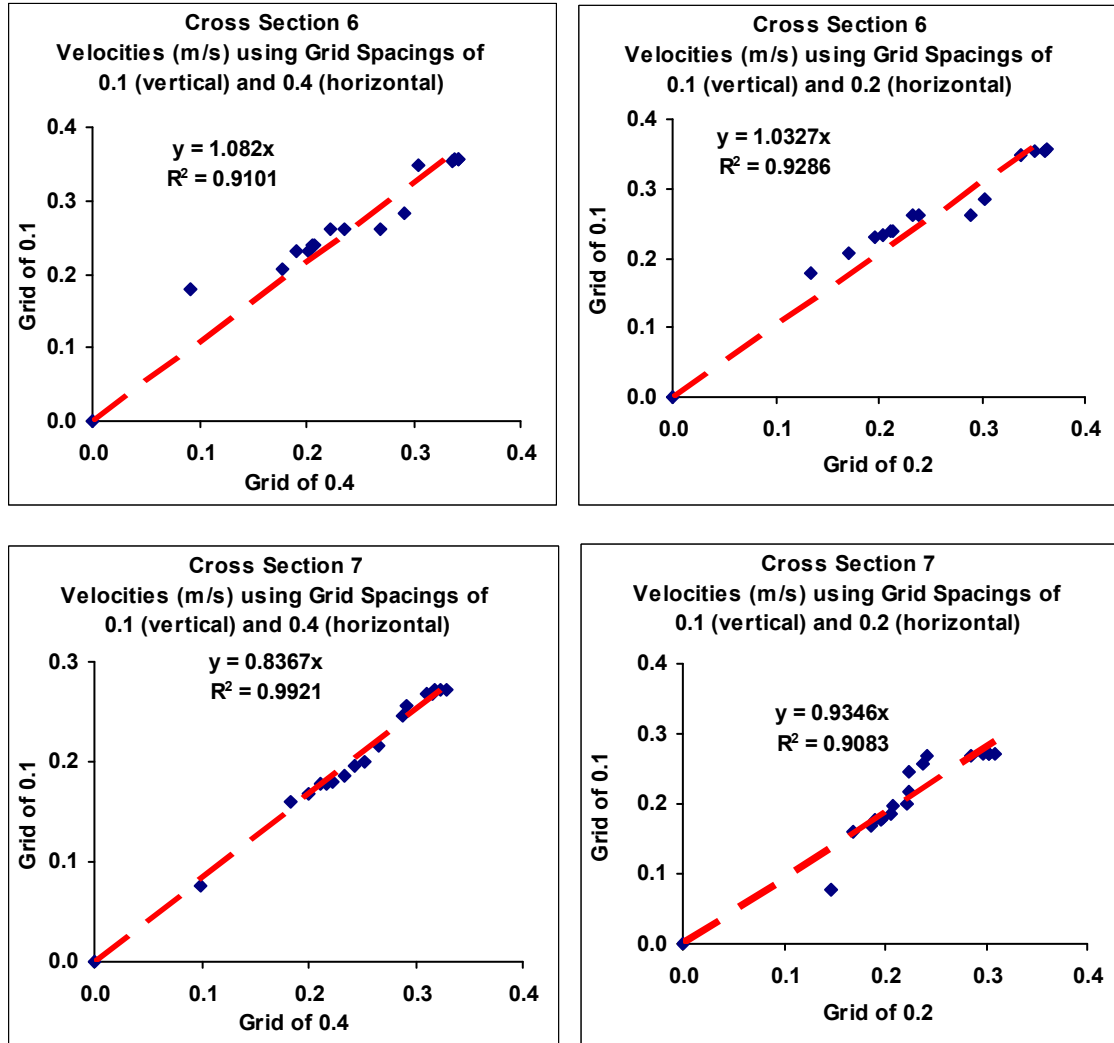 Cross Section 6
Velocities (m/s) using Grid Spacings of
0.1 (vertical) and 0.4 (horizontal)
y = 1.082x
R² = 0.9101
0.4
0.3
0.2
0.1
0.0
Grid of 0.1
0.0 0.1 0.2 0.3 0.4
Grid of 0.4
Cross Section 6
Velocities (m/s) using Grid Spacings of
0.1 (vertical) and 0.2 (horizontal)
y = 1.0327x
R² = 0.9286
0.4
0.3
0.2
0.1
0.0
Grid of 0.1
0.0 0.1 0.2 0.3 0.4
Grid of 0.2
Cross Section 7
Velocities (m/s) using Grid Spacings of
0.1 (vertical) and 0.4 (horizontal)
y = 0.8367x
R² = 0.9921
0.3
0.2
0.1
0.0
Grid of 0.1
0.0 0.1 0.2 0.3 0.4
Grid of 0.4
Cross Section 7
Velocities (m/s) using Grid Spacings of
0.1 (vertical) and 0.2 (horizontal)
y = 0.9346x
R² = 0.9083
0.4
0.3
0.2
0.1
0.0
Grid of 0.1
0.0 0.1 0.2 0.3 0.4
Grid of 0.2